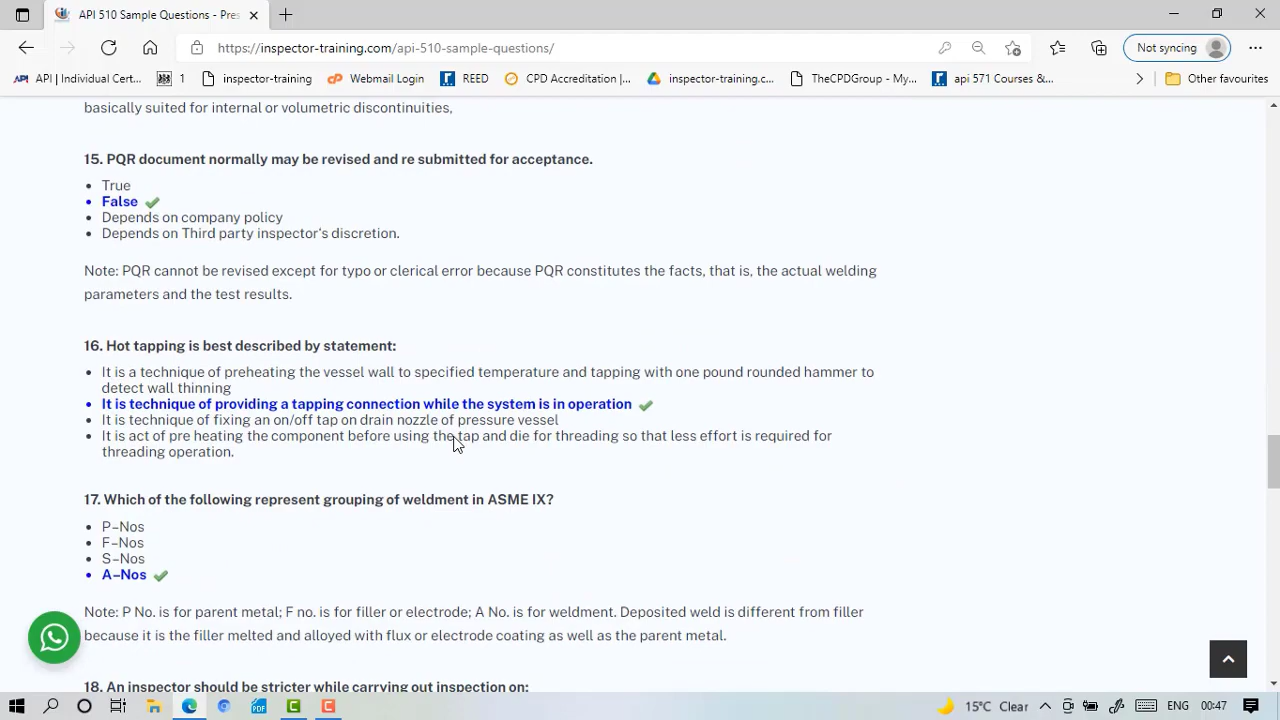 API 510 Sample Questions - Pres
https://inspector-training.com/api-510-sample-questions/
Not syncing
API | Individual Cert...
1
inspector-training
Webmail Login
REED
CPD Accreditation |...
inspector-training.c...
TheCPDGroup - My...
api 571 Courses &...
Other favourites
basically suited for internal or volumetric discontinuities,
15. PQR document normally may be revised and re submitted for acceptance.
True
False
Depends on company policy
Depends on Third party inspector's discretion.
Note: PQR cannot be revised except for typo or clerical error because PQR constitutes the facts, that is, the actual welding
parameters and the test results.
16. Hot tapping is best described by statement:
It is a technique of preheating the vessel wall to specified temperature and tapping with one pound rounded hammer to
detect wall thinning
It is technique of providing a tapping connection while the system is in operation
It is technique of fixing an on/off tap on drain nozzle of pressure vessel
It is act of pre heating the component before using the tap and die for threading so that less effort is required for
threading operation.
17. Which of the following represent grouping of weldment in ASME IX?
P-Nos
F-Nos
S-Nos
A-Nos
Note: P No. is for parent metal; F no. is for filler or electrode; A No. is for weldment. Deposited weld is different from filler
because it is the filler melted and alloyed with flux or electrode coating as well as the parent metal.
18. An inspector should be stricter while carrying out inspection on:
15°C Clear
ENG
00:47